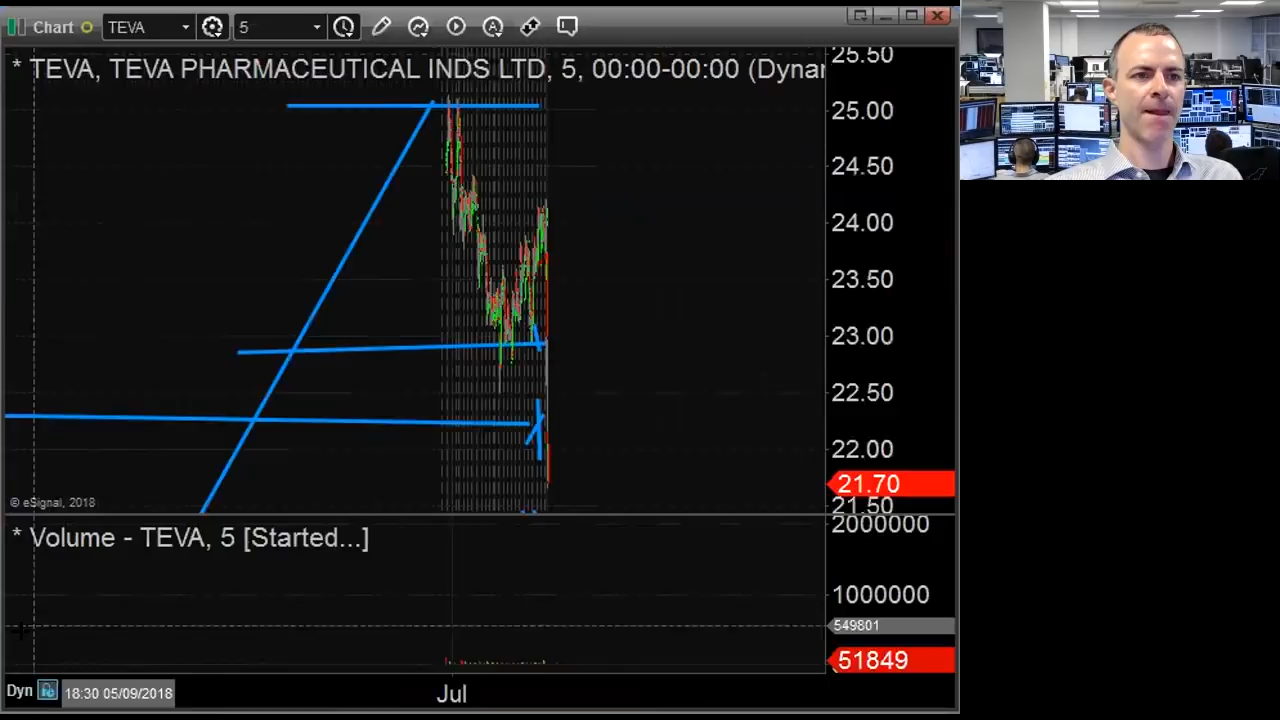 Chart TEVA 5
* TEVA, TEVA PHARMACEUTICAL INDS LTD, 5, 00:00-00:00 (Dynar
25.50
25.00
24.50
24.00
23.50
23.00
22.50
22.00
21.70
21.50
© eSignal, 2018
* Volume - TEVA, 5 [Started...]
2000000
1000000
549801
51849
Dyn 18:30 05/09/2018 Jul